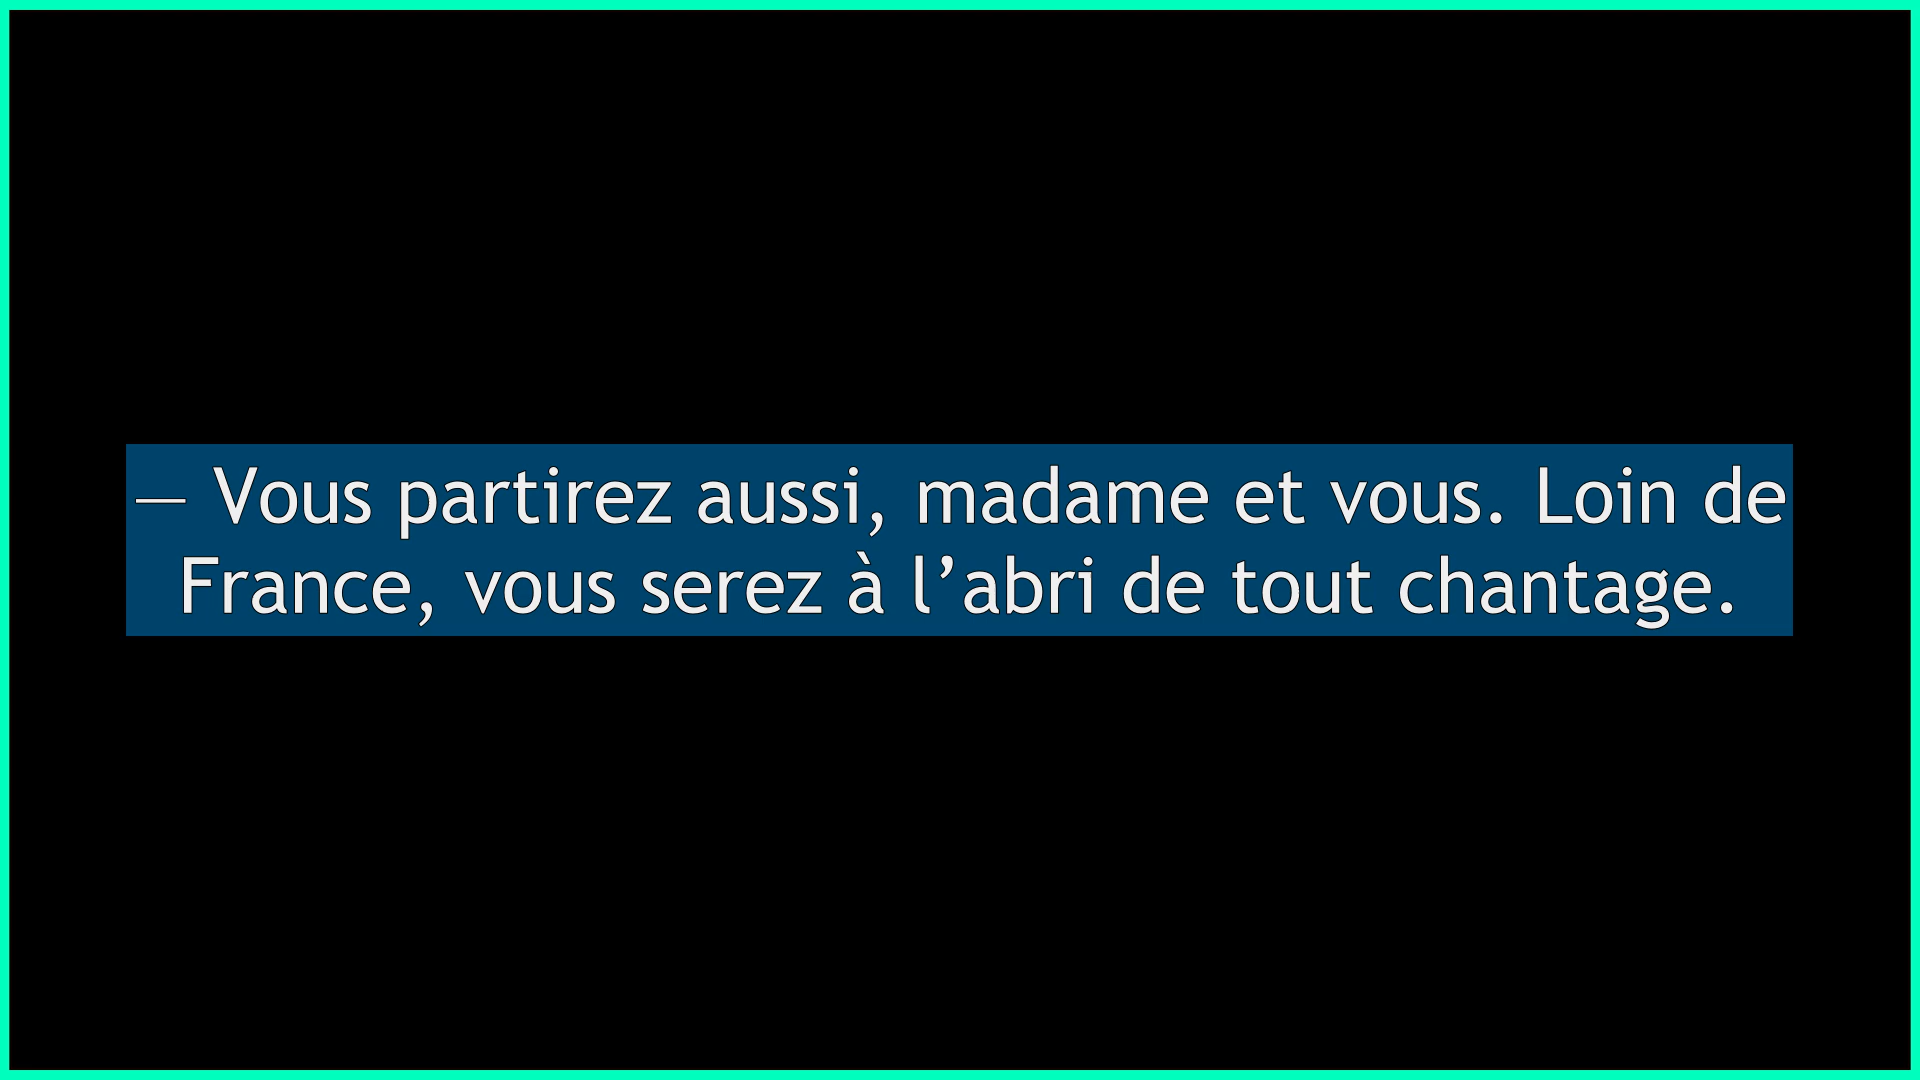 — Vous partirez aussi, madame et vous. Loin de
France, vous serez à l’abri de tout chantage.